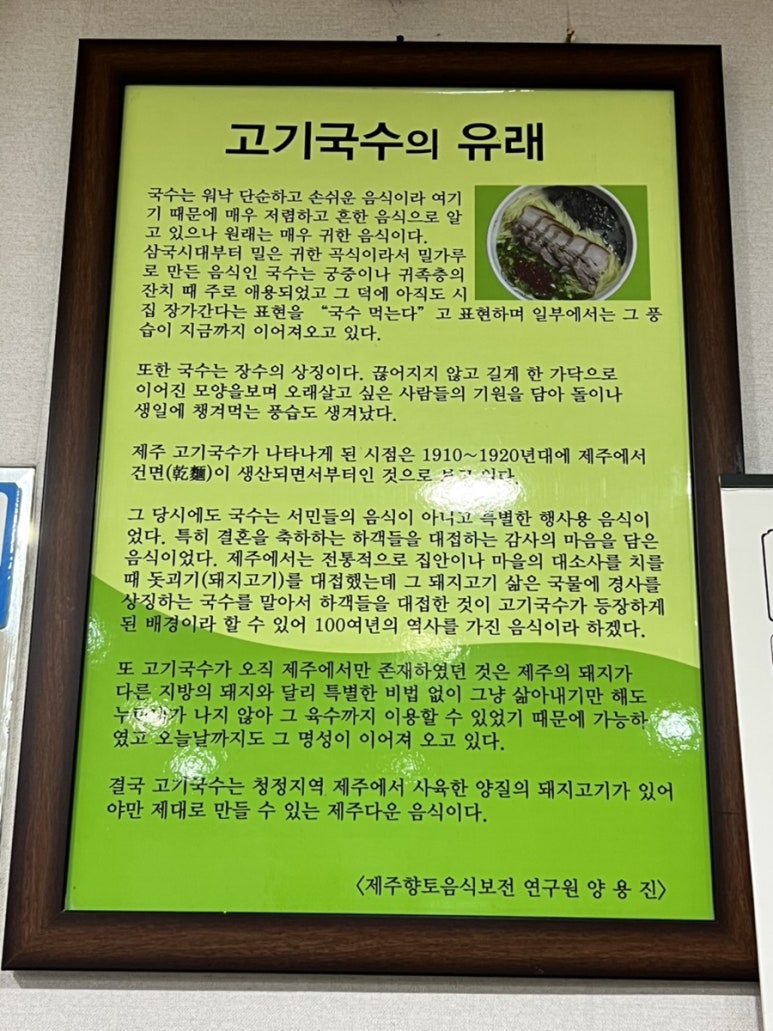 고기국수의 유래
국수는 워낙 단순하고 손쉬운 음식이라 여기
기 때문에 매우 저렴하고 흔한 음식으로 알
고 있으나 원래는 매우 귀한 음식이다.
삼국시대부터 밀은 귀한 곡식이라서 밀가루
로 만든 음식인 국수는 궁중이나 귀족층의
잔치 때 주로 애용되었고 그 덕에 아직도 시
집 장가간다는 표현을 “국수 먹는다”고 표현하며 일부에서는 그 풍
습이 지금까지 이어져오고 있다.
또한 국수는 장수의 상징이다. 끊어지지 않고 길게 한 가닥으로
이어진 모양을보며 오래살고 싶은 사람들의 기원을 담아 돌이나
생일에 챙겨먹는 풍습도 생겨났다.
제주 고기국수가 나타나게 된 시점은 1910~1920년대에 제주에서
건면(乾麵)이 생산되면서부터인 것으로 보고 있다.
그 당시에도 국수는 서민들의 음식이 아니고 특별한 행사용 음식이
었다. 특히 결혼을 축하하는 하객들을 대접하는 감사의 마음을 담은
음식이었다. 제주에서는 전통적으로 집안이나 마을의 대소사를 치를
때 돗괴기(돼지고기)를 대접했는데 그 돼지고기 삶은 국물에 경사를
상징하는 국수를 말아서 하객들을 대접한 것이 고기국수가 등장하게
된 배경이라 할 수 있어 100여년의 역사를 가진 음식이라 하겠다.
또 고기국수가 오직 제주에서만 존재하였던 것은 제주의 돼지가
다른 지방의 돼지와 달리 특별한 비법 없이 그냥 삶아내기만 해도
나지 않아 그 육수까지 이용할 수 있었기 때문에 가능하
였고 오늘날까지도 그 명성이 이어져 오고 있다.
결국 고기국수는 청정지역 제주에서 사육한 양질의 돼지고기가 있어
야만 제대로 만들 수 있는 제주다운 음식이다.
〈제주향토음식보전 연구원 양 용 진〉